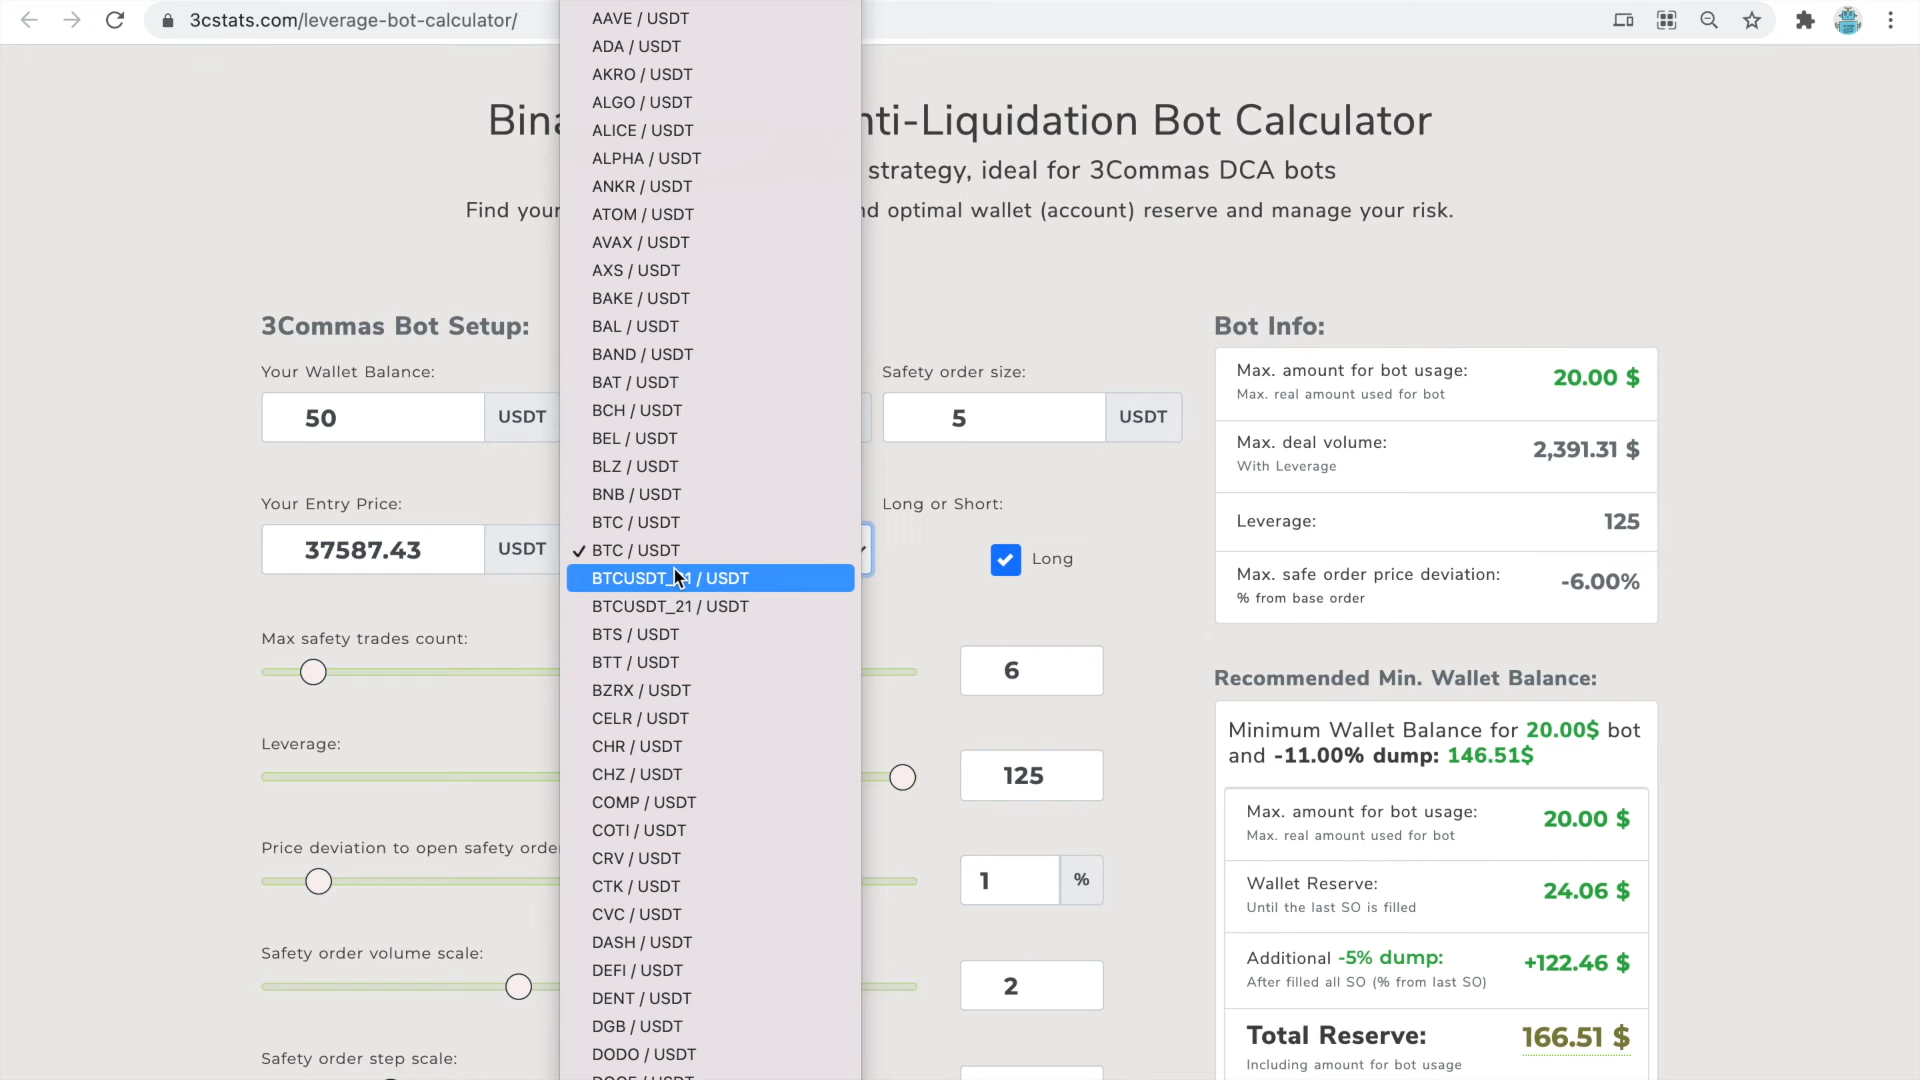 3cstats.com/leverage-bot-calculator/
Bina
nti-Liquidation Bot Calculator
strategy, ideal for 3Commas DCA bots
Find your
nd optimal wallet (account) reserve and manage your risk.
3Commas Bot Setup:
Your Wallet Balance:
50 USDT
Your Entry Price:
37587.43 USDT
AAVE / USDT
ADA / USDT
AKRO / USDT
ALGO / USDT
ALICE / USDT
ALPHA / USDT
ANKR / USDT
ATOM / USDT
AVAX / USDT
AXS / USDT
BAKE / USDT
BAL / USDT
BAND / USDT
BAT / USDT
BCH / USDT
BEL / USDT
BLZ / USDT
BNB / USDT
BTC / USDT
✓ BTC / USDT
BTCUSDT_ 1 / USDT
BTCUSDT_21 / USDT
BTS / USDT
BTT / USDT
BZRX / USDT
CELR / USDT
CHR / USDT
CHZ / USDT
COMP / USDT
COTI / USDT
CRV / USDT
CTK / USDT
CVC / USDT
DASH / USDT
DEFI / USDT
DENT / USDT
DGB / USDT
DODO / USDT
Safety order size:
5 USDT
Long or Short:
Long
Max safety trades count:
6
Leverage:
125
Price deviation to open safety orde
1 %
Safety order volume scale:
2
Safety order step scale:
Bot Info:
Max. amount for bot usage: 20.00 $
Max. real amount used for bot
Max. deal volume: 2,391.31 $
With Leverage
Leverage: 125
Max. safe order price deviation: -6.00%
% from base order
Recommended Min. Wallet Balance:
Minimum Wallet Balance for 20.00$ bot
and -11.00% dump: 146.51$
Max. amount for bot usage: 20.00 $
Max. real amount used for bot
Wallet Reserve: 24.06 $
Until the last SO is filled
Additional -5% dump: +122.46 $
After filled all SO (% from last SO)
Total Reserve: 166.51 $
Including amount for bot usage